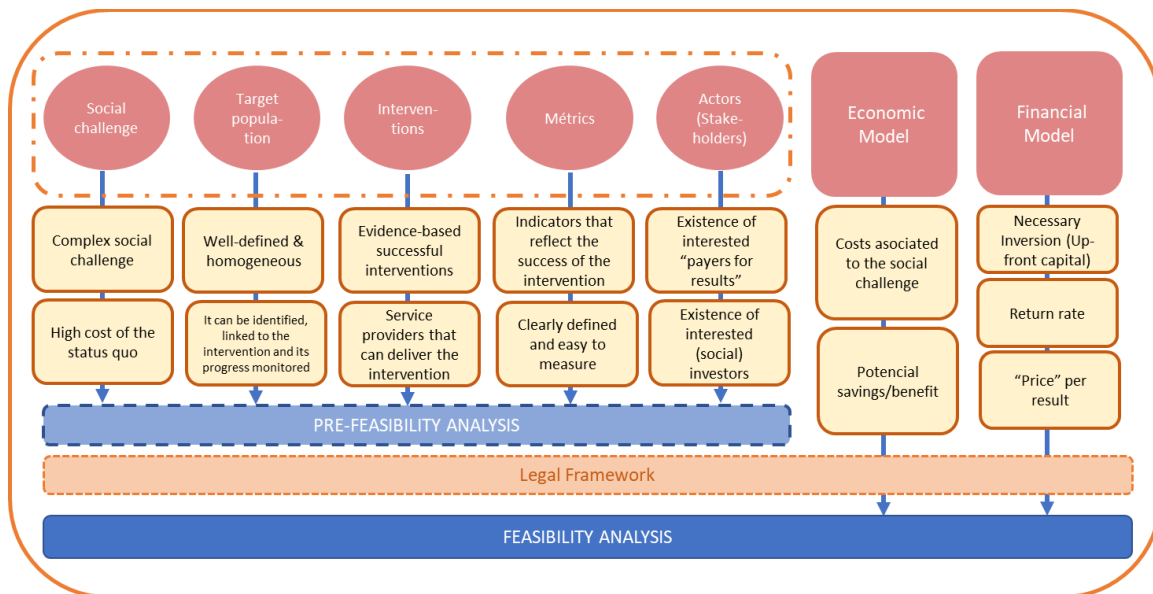 Social
challenge
Target
popula-
tion
Interven-
tions
Métrics
Actors
(Stake-
holders)
Economic
Model
Financial
Model
Complex social
challenge
Well-defined &
homogeneous
Evidence-based
successful
interventions
Indicators that
reflect the
success of the
intervention
Existence of
interested
“payers for
results”
Costs asociated
to the social
challenge
Necessary
Inversion (Up-
front capital)
High cost of the
status quo
It can be identified,
linked to the
intervention and its
progress monitored
Service
providers that
can deliver the
intervention
Clearly defined
and easy to
measure
Existence of
interested
(social)
investors
Potencial
savings/benefit
Return rate
“Price” per
result
PRE-FEASIBILITY ANALYSIS
Legal Framework
FEASIBILITY ANALYSIS